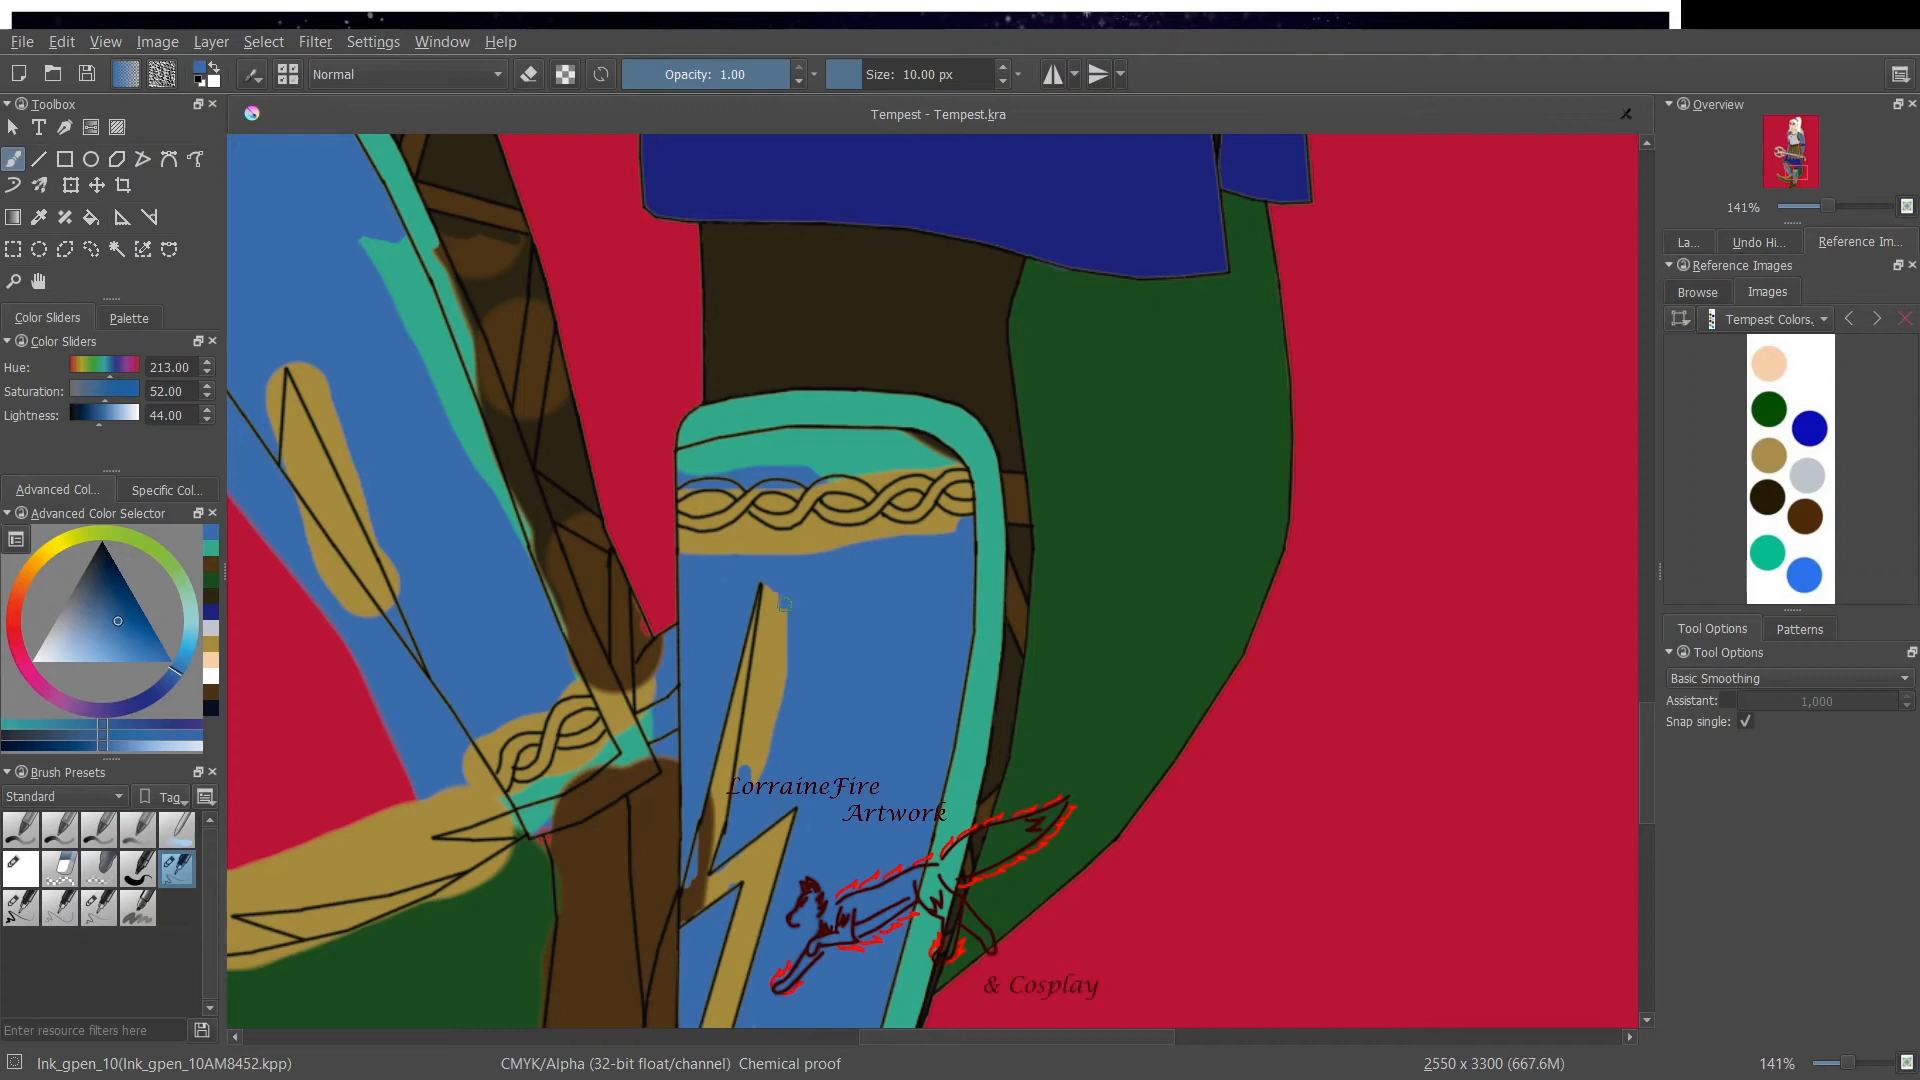 File Edit View Image Layer Select Filter Settings Window Help
Normal Opacity: 1.00 Size: 10.00 px
Toolbox
Tempest - Tempest.kra
Overview
141%
La... Undo Hi... Reference Im...
Reference Images
Browse Images
Tempest Colors.
Color Sliders Palette
Color Sliders
Hue: 213.00
Saturation: 52.00
Lightness: 44.00
Advanced Col... Specific Col...
Advanced Color Selector
Tool Options Patterns
Tool Options
Basic Smoothing
Assistant: 1,000
Snap single:
Brush Presets
Standard Tag
LorraineFire
Artwork
& Cosplay
Enter resource filters here
Ink_gpen_10(Ink_gpen_10AM8452.kpp) CMYK/Alpha (32-bit float/channel) Chemical proof 2550 x 3300 (667.6M) 141%